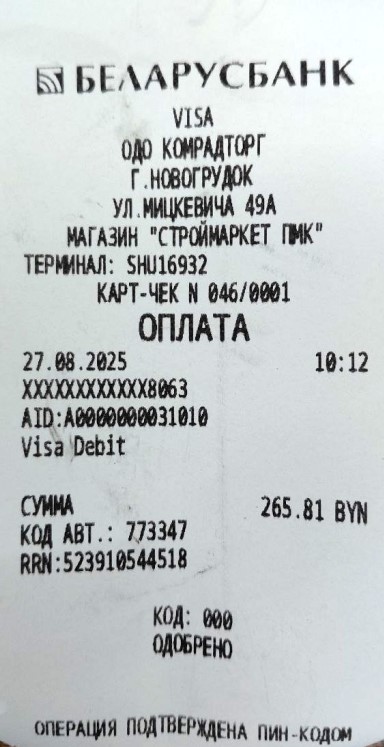 БЕЛАРУСБАНК
VISA
ОДО КОМРАДТОРГ
Г.НОВОГРУДОК
УЛ.МИЦКЕВИЧА 49А
МАГАЗИН "СТРОЙМАРКЕТ ПМК"
ТЕРМИНАЛ: SHU16932
КАРТ-ЧЕК N 046/0001
ОПЛАТА
27.08.2025 10:12
XXXXXXXXXXXX8063
AID:A0000000031010
Visa Debit
СУММА 265.81 BYN
КОД АВТ.: 773347
RRN:523910544518
КОД: 000
ОДОБРЕНО
ОПЕРАЦИЯ ПОДТВЕРЖДЕНА ПИН-КОДОМ